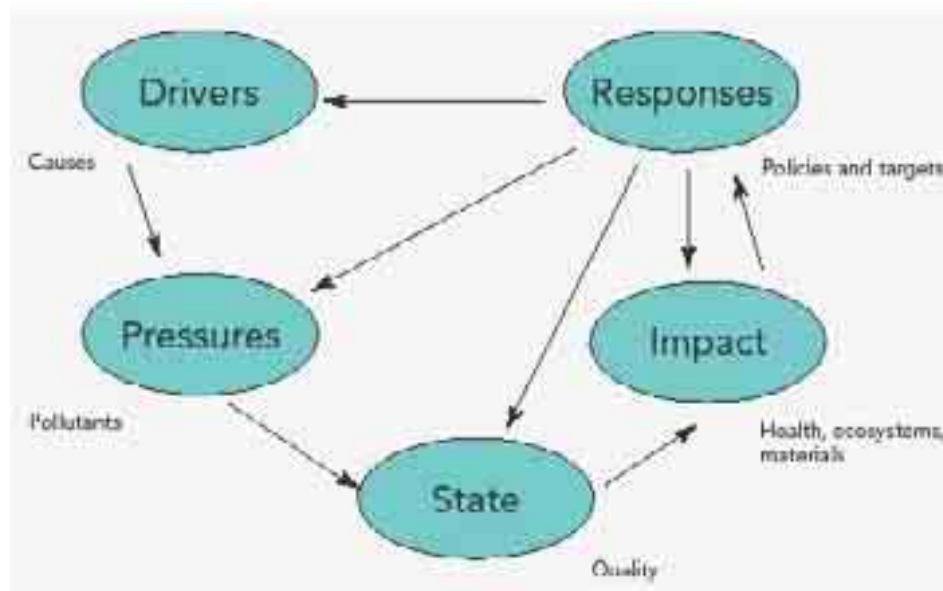 Drivers
Responses
Causes
Policies and targets
Pressures
Impact
Pollutants
Health, ecosystems,
materials
State
Quality